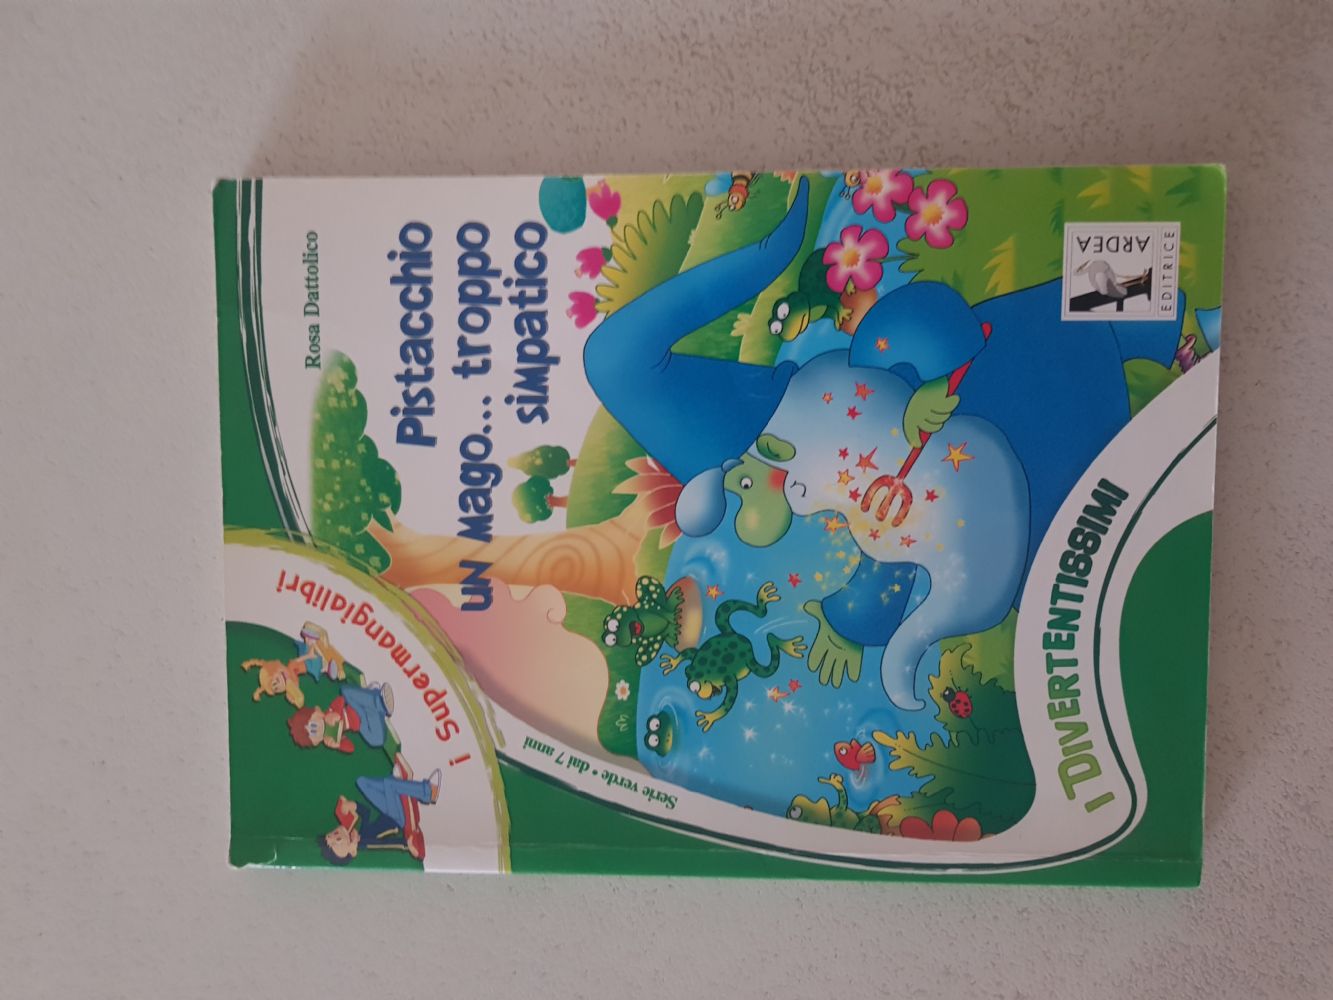 Rosa Dattolico
Pistacchio
un mago... troppo
simpatico
i Supermangialibri
Serie verde • dai 7 anni
I DIVERTENTISSIMI
ARDEA
EDITRICE